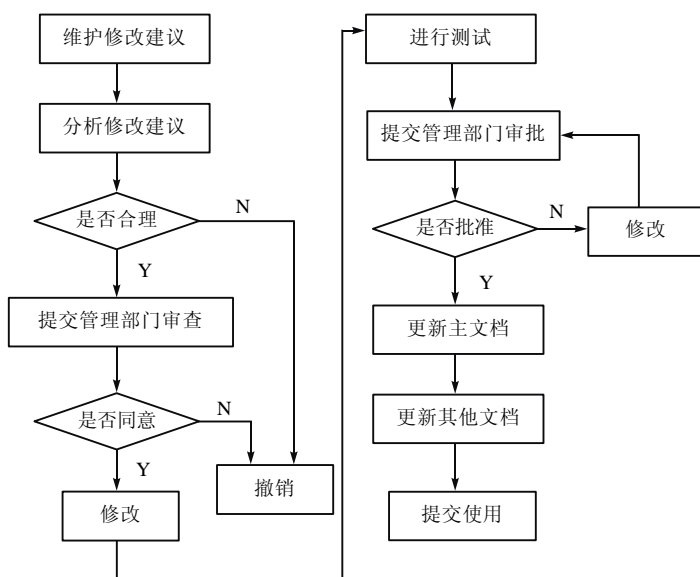 维护修改建议
分析修改建议
是否合理
N
Y
提交管理部门审查
是否同意
N
Y
撤销
修改
进行测试
提交管理部门审批
是否批准
N
修改
Y
更新主文档
更新其他文档
提交使用